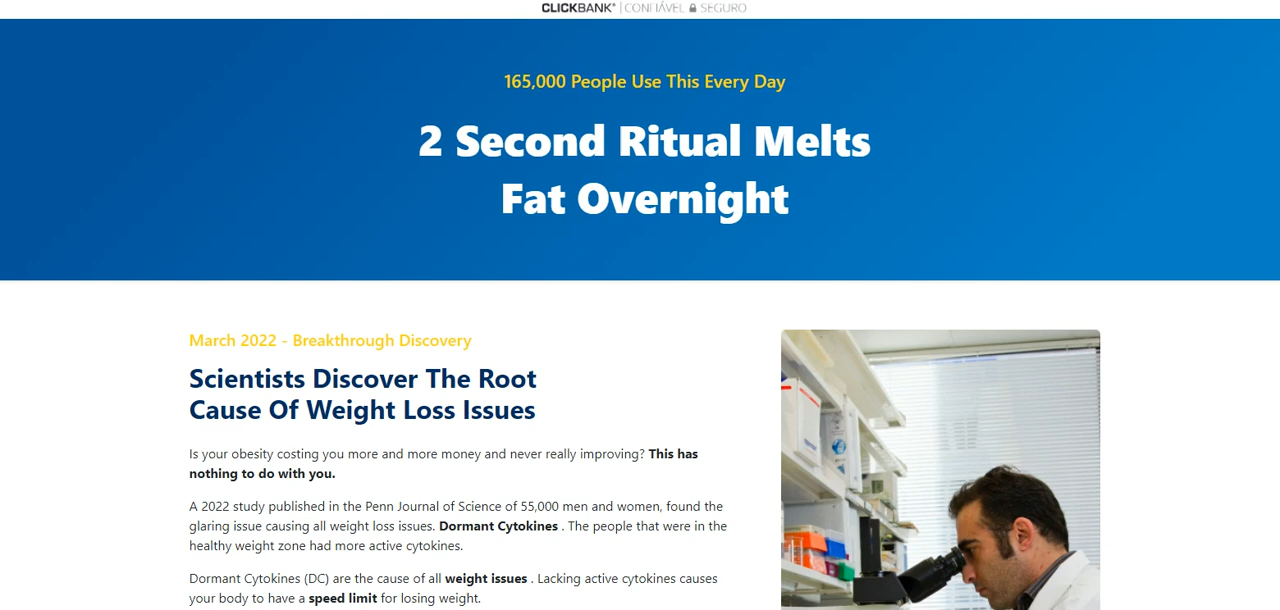 CLICKBANK® | CONFIÁVEL SEGURO
165,000 People Use This Every Day
2 Second Ritual Melts
Fat Overnight
March 2022 - Breakthrough Discovery
Scientists Discover The Root
Cause Of Weight Loss Issues
Is your obesity costing you more and more money and never really improving? This has
nothing to do with you.
A 2022 study published in the Penn Journal of Science of 55,000 men and women, found the
glaring issue causing all weight loss issues. Dormant Cytokines . The people that were in the
healthy weight zone had more active cytokines.
Dormant Cytokines (DC) are the cause of all weight issues . Lacking active cytokines causes
your body to have a speed limit for losing weight.